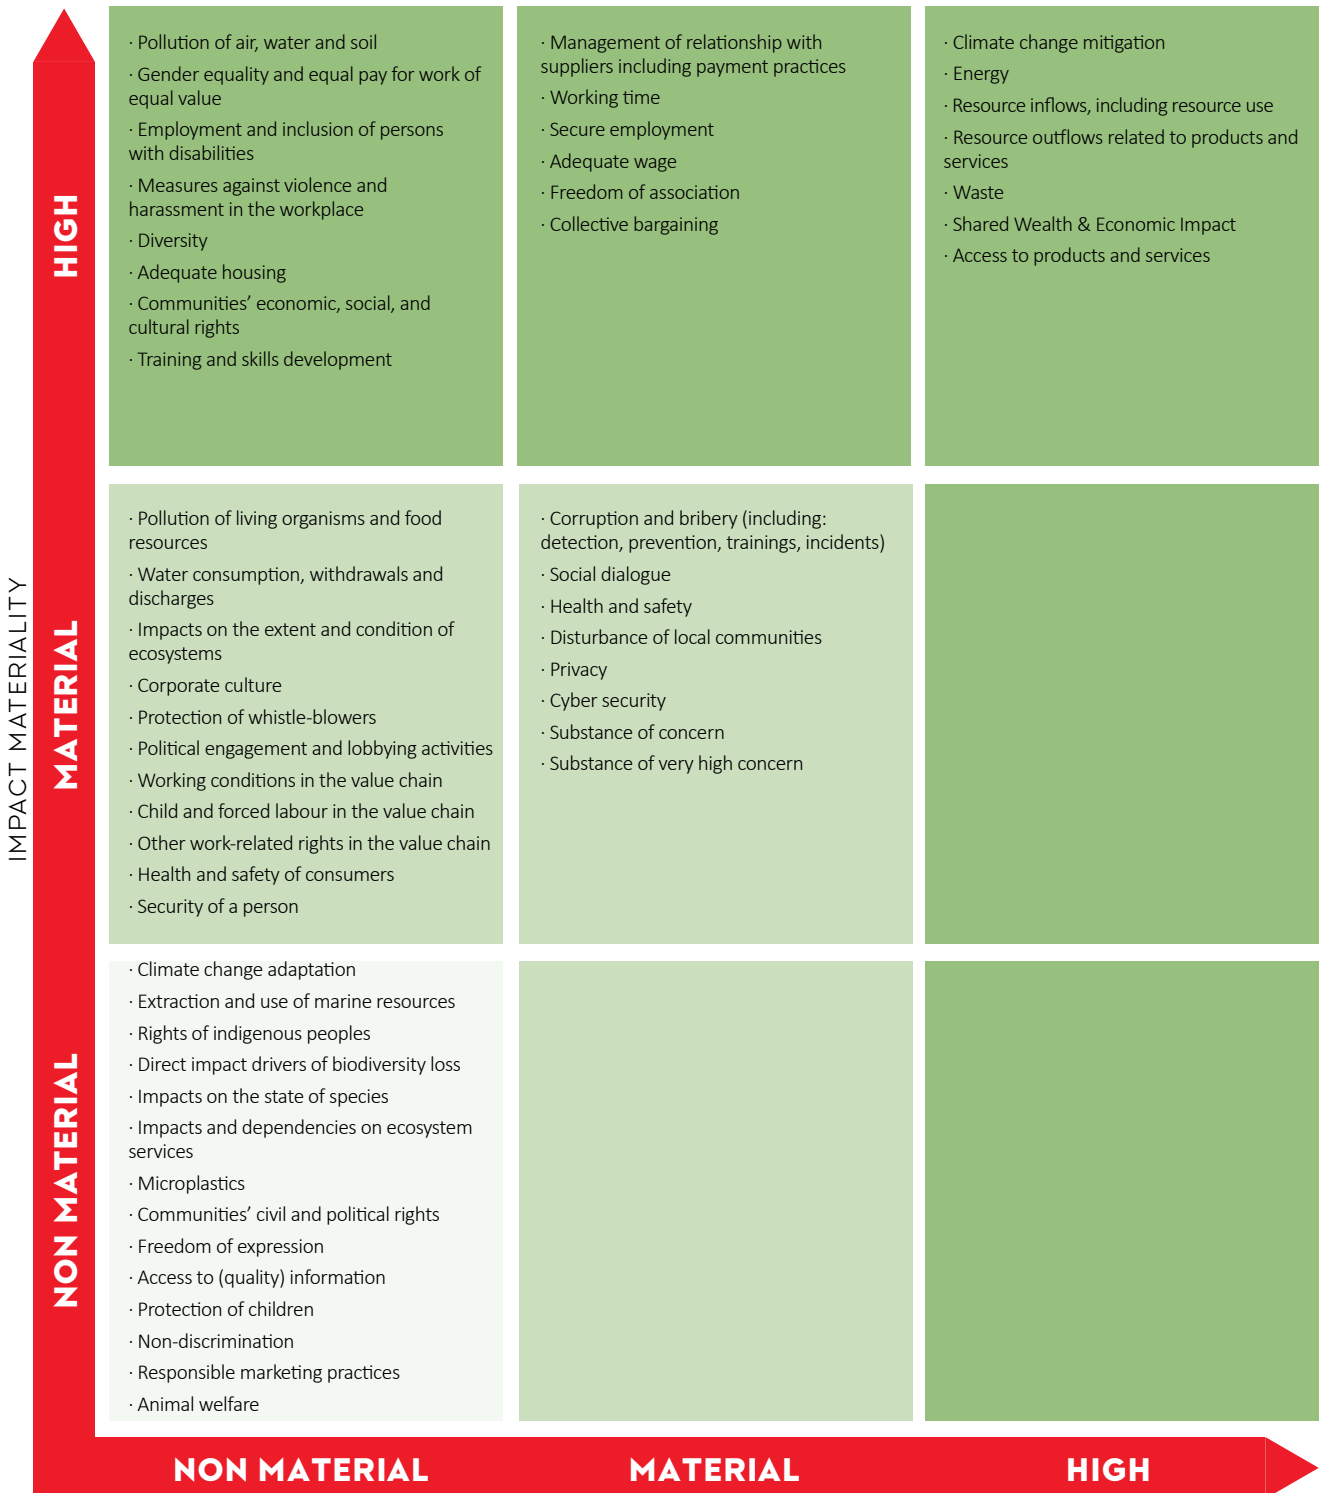 · Pollution of air, water and soil
· Gender equality and equal pay for work of
equal value
· Employment and inclusion of persons
with disabilities
· Measures against violence and
harassment in the workplace
· Diversity
· Adequate housing
· Communities’ economic, social, and
cultural rights
· Training and skills development
· Management of relationship with
suppliers including payment practices
· Working time
· Secure employment
· Adequate wage
· Freedom of association
· Collective bargaining
· Climate change mitigation
· Energy
· Resource inflows, including resource use
· Resource outflows related to products and
services
· Waste
· Shared Wealth & Economic Impact
· Access to products and services
HIGH
· Pollution of living organisms and food
resources
· Water consumption, withdrawals and
discharges
· Impacts on the extent and condition of
ecosystems
· Corporate culture
· Protection of whistle-blowers
· Political engagement and lobbying activities
· Working conditions in the value chain
· Child and forced labour in the value chain
· Other work-related rights in the value chain
· Health and safety of consumers
· Security of a person
· Corruption and bribery (including:
detection, prevention, trainings, incidents)
· Social dialogue
· Health and safety
· Disturbance of local communities
· Privacy
· Cyber security
· Substance of concern
· Substance of very high concern
IMPACT MATERIALITY
MATERIAL
· Climate change adaptation
· Extraction and use of marine resources
· Rights of indigenous peoples
· Direct impact drivers of biodiversity loss
· Impacts on the state of species
· Impacts and dependencies on ecosystem
services
· Microplastics
· Communities’ civil and political rights
· Freedom of expression
· Access to (quality) information
· Protection of children
· Non-discrimination
· Responsible marketing practices
· Animal welfare
NON MATERIAL
NON MATERIAL
MATERIAL
HIGH